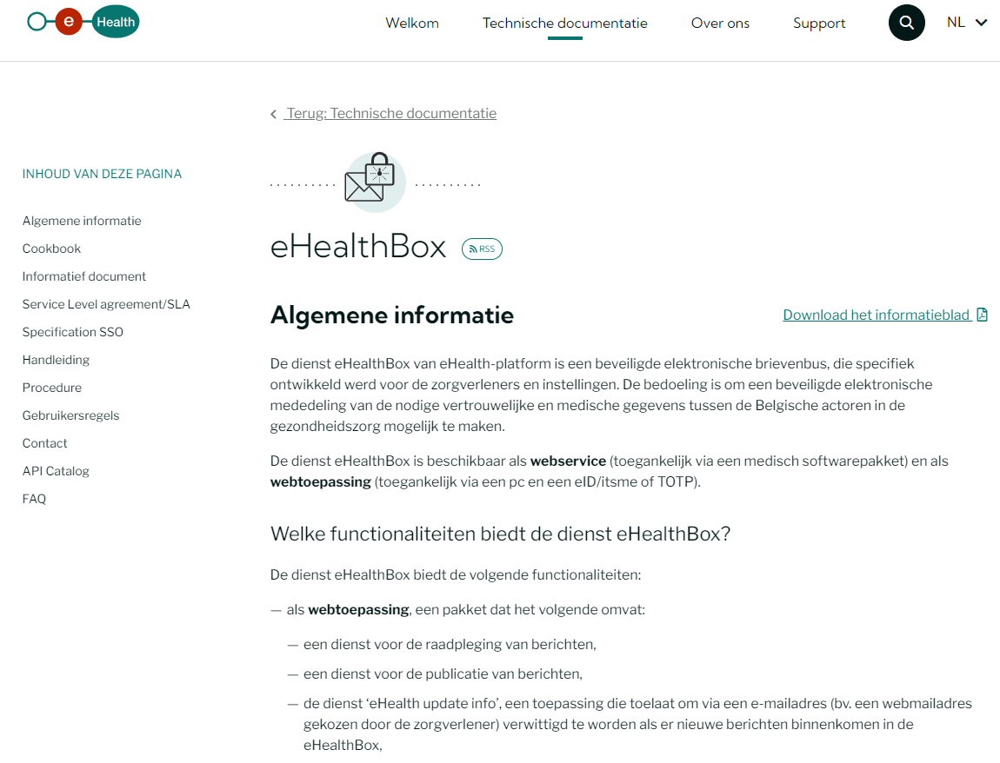 e Health
Welkom
Technische documentatie
Over ons
Support
NL
Terug: Technische documentatie
INHOUD VAN DEZE PAGINA
Algemene informatie
Cookbook
Informatief document
Service Level agreement/SLA
Specification SSO
Handleiding
Procedure
Gebruikersregels
Contact
API Catalog
FAQ
eHealthBox
RSS
Algemene informatie
Download het informatieblad
De dienst eHealthBox van eHealth-platform is een beveiligde elektronische brievenbus, die specifiek
ontwikkeld werd voor de zorgverleners en instellingen. De bedoeling is om een beveiligde elektronische
mededeling van de nodige vertrouwelijke en medische gegevens tussen de Belgische actoren in de
gezondheidszorg mogelijk te maken.
De dienst eHealthBox is beschikbaar als webservice (toegankelijk via een medisch softwarepakket) en als
webtoepassing (toegankelijk via een pc en een eID/itsme of TOTP).
Welke functionaliteiten biedt de dienst eHealthBox?
De dienst eHealthBox biedt de volgende functionaliteiten:
— als webtoepassing, een pakket dat het volgende omvat:
— een dienst voor de raadpleging van berichten,
— een dienst voor de publicatie van berichten,
— de dienst ‘eHealth update info’, een toepassing die toelaat om via een e-mailadres (bv. een webmailadres
gekozen door de zorgverlener) verwittigd te worden als er nieuwe berichten binnenkomen in de
eHealthBox,